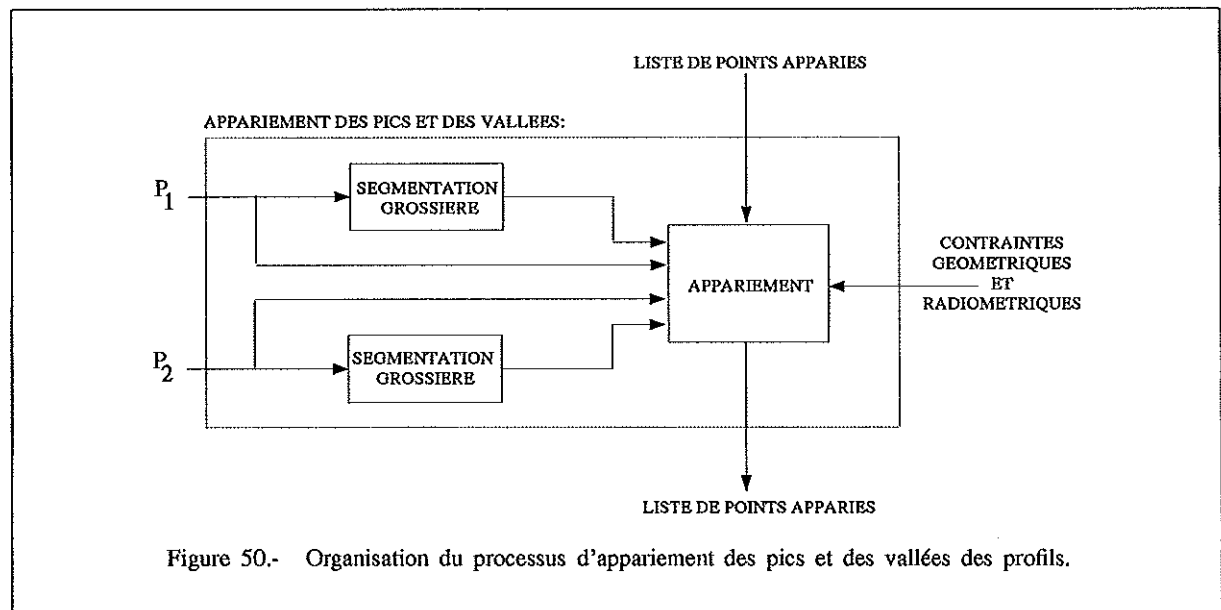 LISTE DE POINTS APPARIES
APPARIEMENT DES PICS ET DES VALLEES:
P1
SEGMENTATION
GROSSIERE
APPARIEMENT
CONTRAINTES
GEOMETRIQUES
ET
RADIOMETRIQUES
P2
SEGMENTATION
GROSSIERE
LISTE DE POINTS APPARIES
Figure 50.- Organisation du processus d'appariement des pics et des vallées des profils.